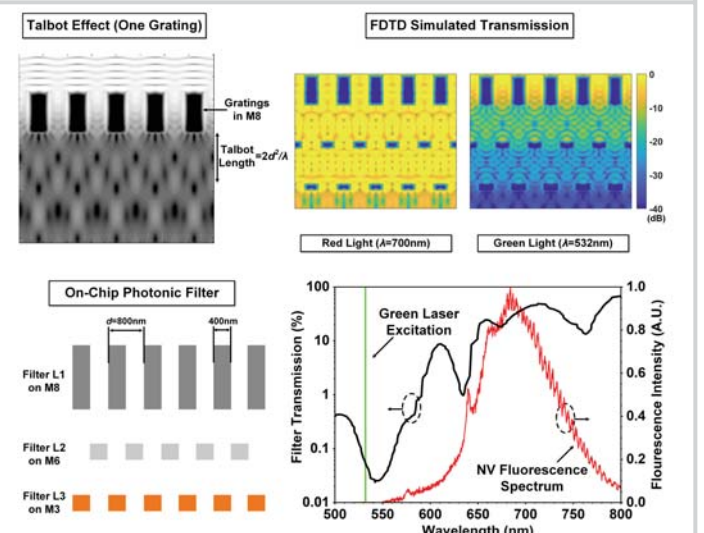 Talbot Effect (One Grating)
Gratings
in M8
Talbot
Length
=2d²/λ
FDTD Simulated Transmission
0
-10
-20
-30
-40
(dB)
Red Light (λ=700nm)
Green Light (λ=532nm)
On-Chip Photonic Filter
d=800nm
400nm
Filter L1
on M8
Filter L2
on M6
Filter L3
on M3
Filter Transmission (%)
100
10
1
0.1
0.01
Green Laser
Excitation
NV Fluorescence
Spectrum
1.0
0.8
0.6
0.4
0.2
0.0
Flourescence Intensity (A.U.)
500 550 600 650 700 750 800
Wavelength (nm)